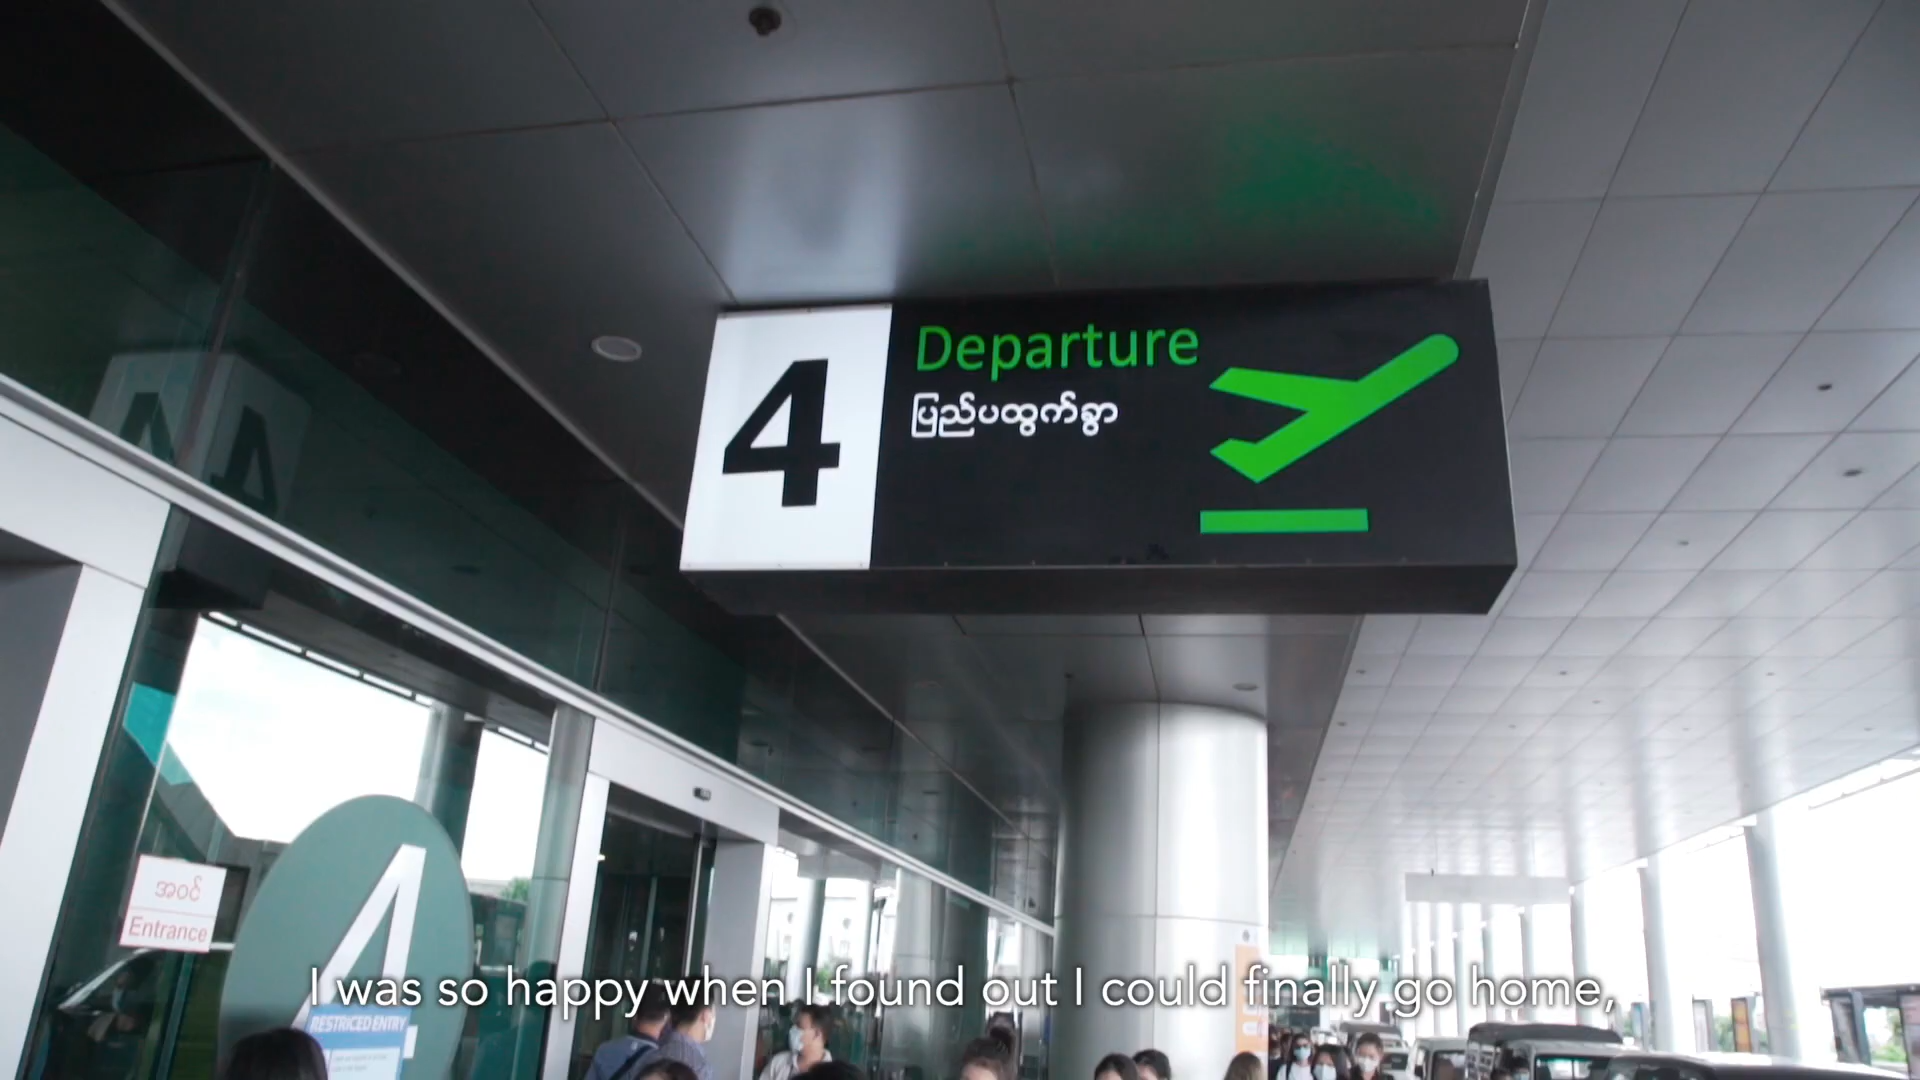 4
Departure
ပြည်ပထွက်ခွာ
4
အဝင်
Entrance
RESTRICED ENTRY
I was so happy when I found out I could finally go home,